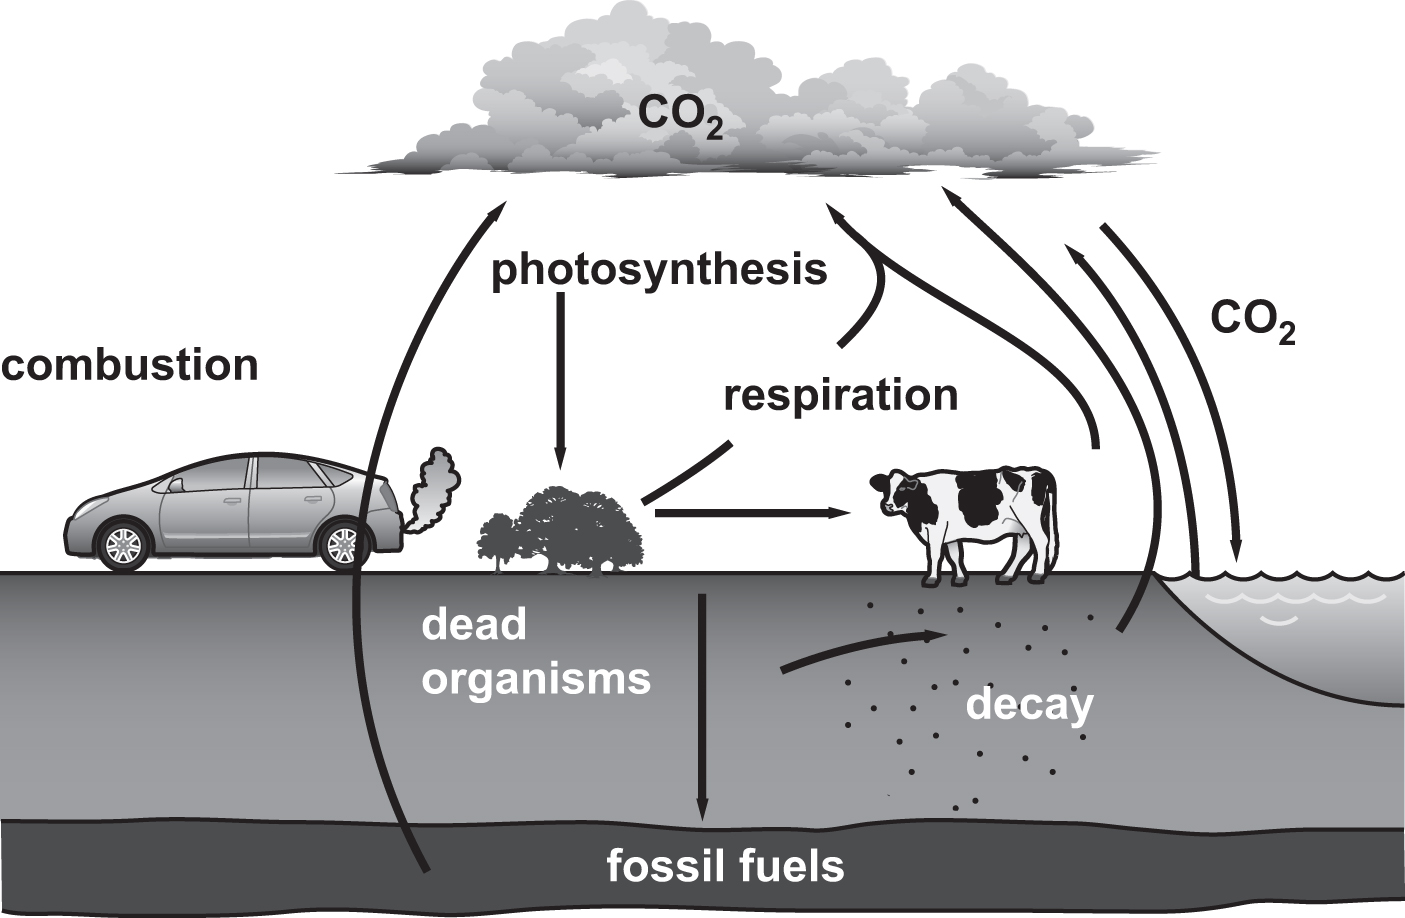 CO₂
photosynthesis
CO₂
combustion
respiration
dead
organisms
decay
fossil fuels